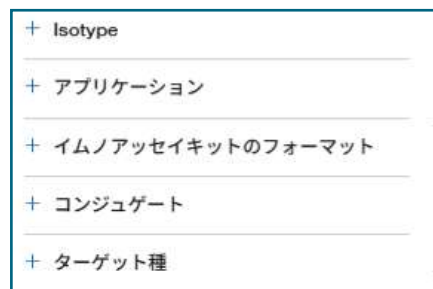 + Isotype
+ アプリケーション
+ イムノアッセイキットのフォーマット
+ コンジュゲート
+ ターゲット種